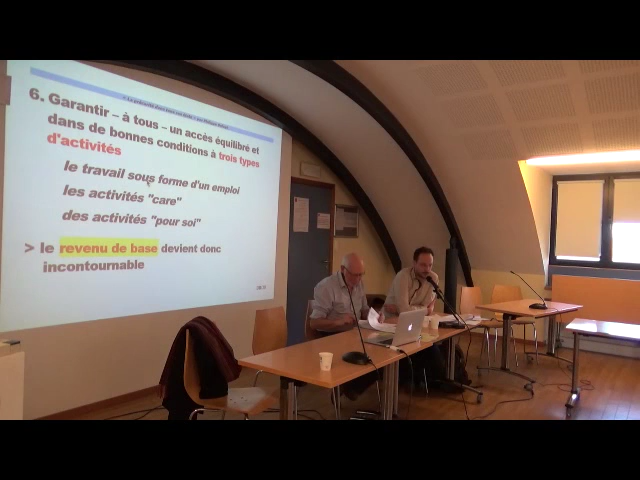 6. Garantir – à tous – un accès équilibré et
dans de bonnes conditions à trois types
d'activités
le travail sous forme d'un emploi
les activités "care"
des activités "pour soi"
> le revenu de base devient donc
incontournable